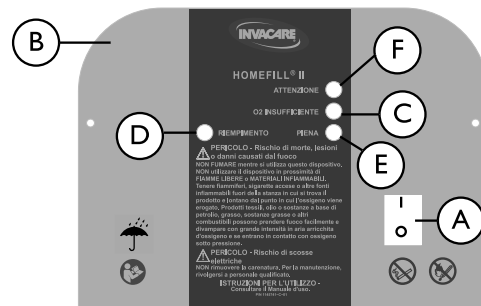 B
F
INVACARE
HOMEFILL® II
ATTENZIONE
O2 INSUFFICIENTE
C
D
RIEMPIMENTO PIENA
E
PERICOLO - Rischio di morte, lesioni
o danni causati dal fuoco
NON FUMARE mentre si utilizza questo dispositivo,
NON utilizzare il dispositivo in prossimità di
FIAMME LIBERE o MATERIALI INFIAMMABILI.
Tenere fiammiferi, sigarette accese o altre fonti
infiammabili fuori della stanza in cui si trova il
prodotto e lontano dal punto in cui l'ossigeno viene
erogato, Prodotti tessili, olio o sostanze a base di
petrolio, grasso, sostanze grasse o altri
combustibili possono prendere fuoco facilmente e
divampare con grande intensità in aria arricchita
d'ossigeno e se entrano in contatto con ossigeno
sotto pressione.
A
PERICOLO - Rischio di scosse
elettriche
NON rimuovere la carenatura, Per la manutenzione,
rivolgersi a personale qualificato,
ISTRUZIONI PER L'UTILIZZO -
Consultare il Manuale d'uso.